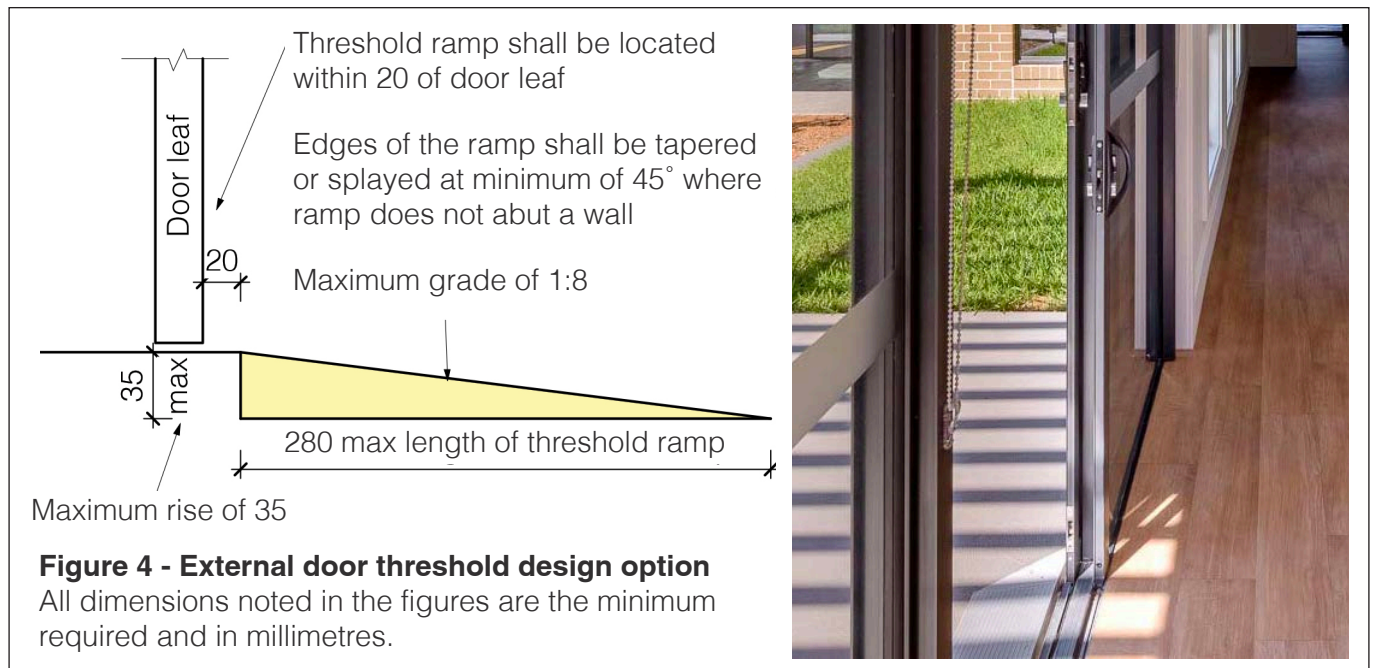 Threshold ramp shall be located
within 20 of door leaf
Door leaf
Edges of the ramp shall be tapered
or splayed at minimum of 45° where
ramp does not abut a wall
20
Maximum grade of 1:8
35
max
280 max length of threshold ramp
Maximum rise of 35
Figure 4 - External door threshold design option
All dimensions noted in the figures are the minimum
required and in millimetres.